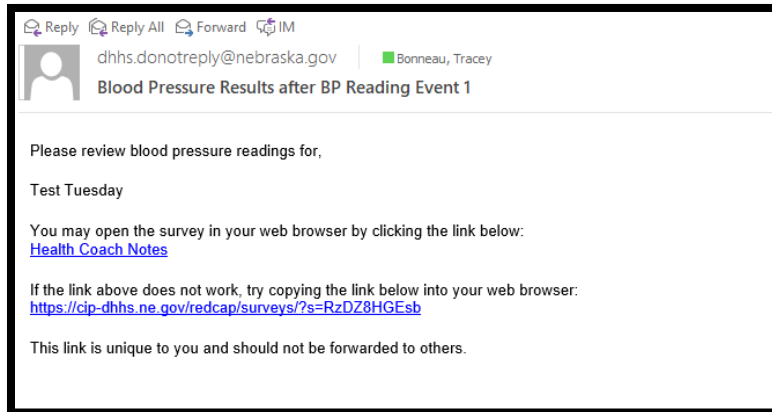 Reply Reply All Forward IM
dhhs.donotreply@nebraska.gov Bonneau, Tracey
Blood Pressure Results after BP Reading Event 1
Please review blood pressure readings for,
Test Tuesday
You may open the survey in your web browser by clicking the link below:
Health Coach Notes
If the link above does not work, try copying the link below into your web browser:
https://cip-dhhs.ne.gov/redcap/surveys/?s=RzDZ8HGEsb
This link is unique to you and should not be forwarded to others.